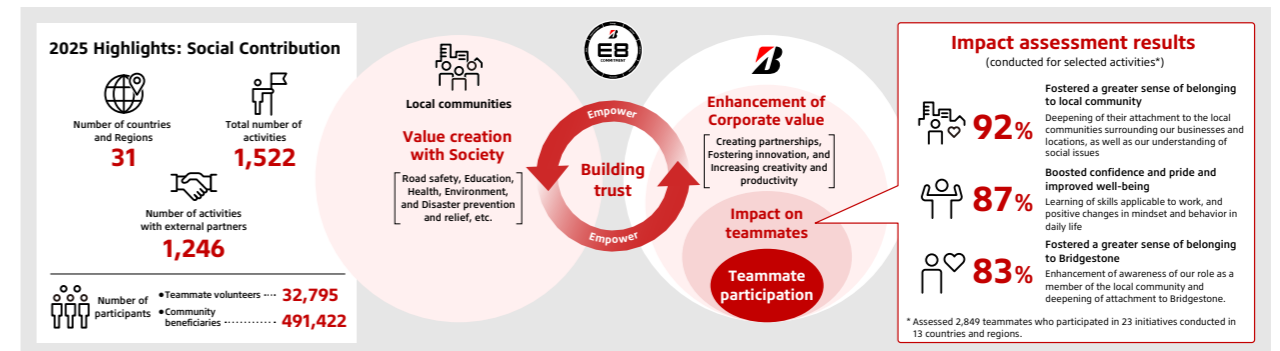 2025 Highlights: Social Contribution
Number of countries
and Regions
31
Total number of
activities
1,522
Number of activities
with external partners
1,246
Number of
participants
●Teammate volunteers ···· 32,795
●Community
beneficiaries ·············· 491,422
Local communities
Value creation
with Society
Road safety, Education,
Health, Environment,
and Disaster prevention
and relief, etc.
E8
COMMITMENT
Empower
Building
trust
Empower
Enhancement of
Corporate value
Creating partnerships,
Fostering innovation, and
Increasing creativity and
productivity
Impact on
teammates
Teammate
participation
Impact assessment results
(conducted for selected activities*)
92%
Fostered a greater sense of belonging
to local community
Deepening of their attachment to the local
communities surrounding our businesses and
locations, as well as our understanding of
social issues
87%
Boosted confidence and pride and
improved well-being
Learning of skills applicable to work, and
positive changes in mindset and behavior in
daily life
83%
Fostered a greater sense of belonging
to Bridgestone
Enhancement of awareness of our role as a
member of the local community and
deepening of attachment to Bridgestone.
* Assessed 2,849 teammates who participated in 23 initiatives conducted in
13 countries and regions.